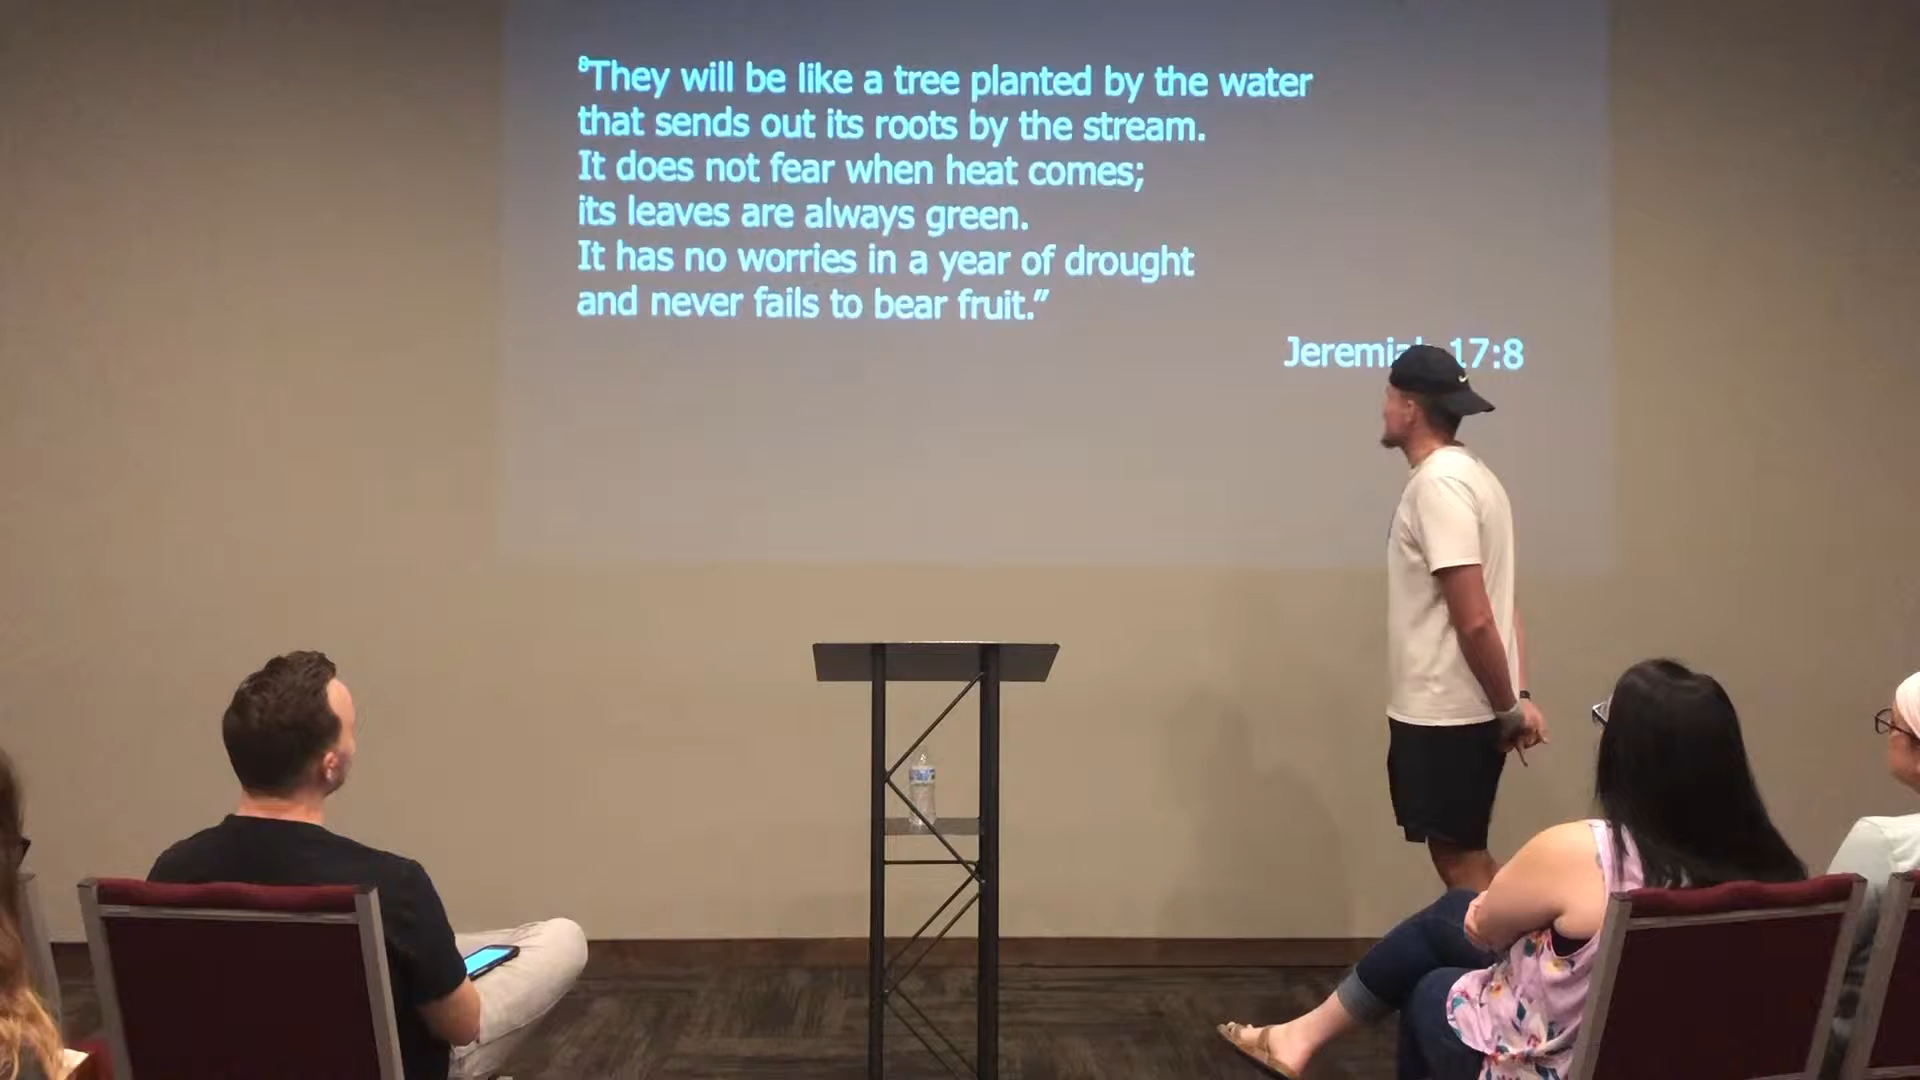 ⁸They will be like a tree planted by the water
that sends out its roots by the stream.
It does not fear when heat comes;
its leaves are always green.
It has no worries in a year of drought
and never fails to bear fruit.”
Jeremiah 17:8